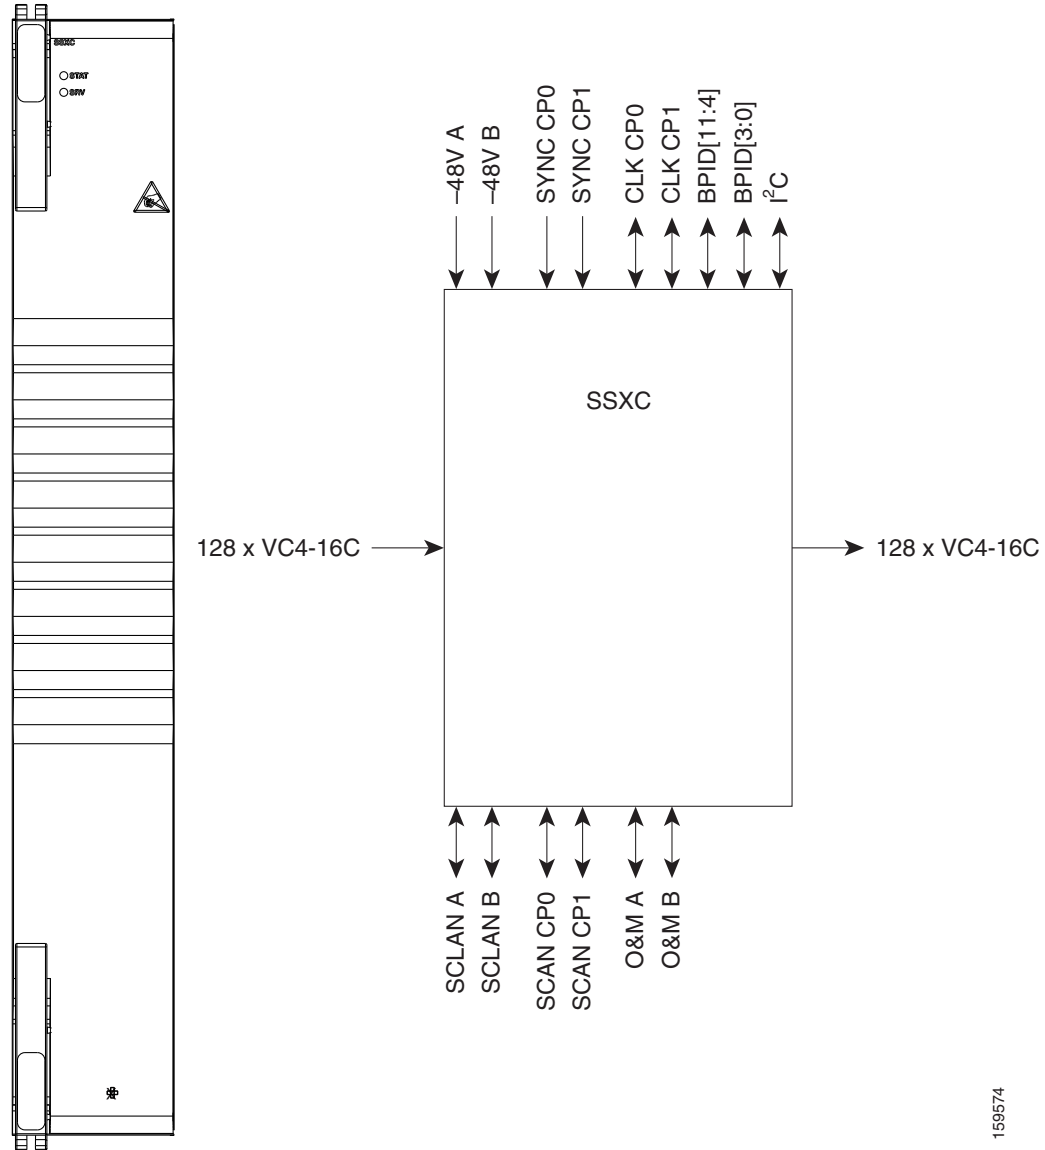 SSXC
STAT
SRV
–48V A
–48V B
SYNC CP0
SYNC CP1
CLK CP0
CLK CP1
BPID[11:4]
BPID[3:0]
I²C
SSXC
128 x VC4-16C
128 x VC4-16C
SCLAN A
SCLAN B
SCAN CP0
SCAN CP1
O&M A
O&M B
159574